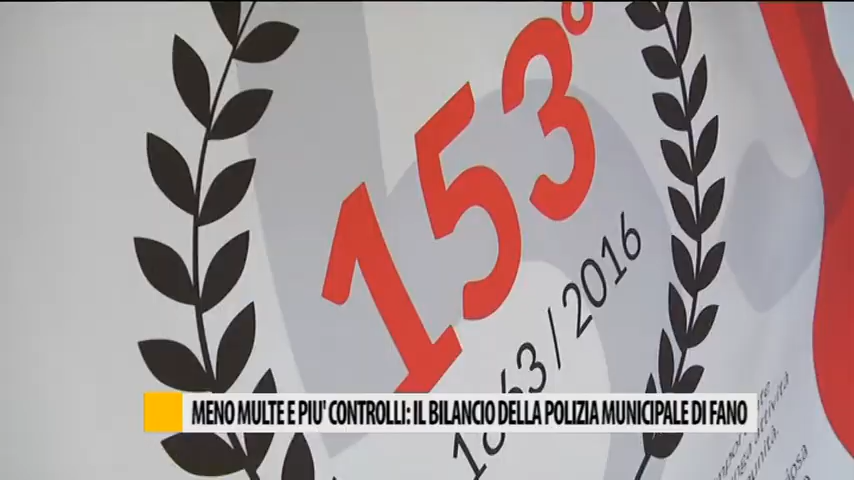 153°
1863 / 2016
MENO MULTE E PIU' CONTROLLI: IL BILANCIO DELLA POLIZIA MUNICIPALE DI FANO